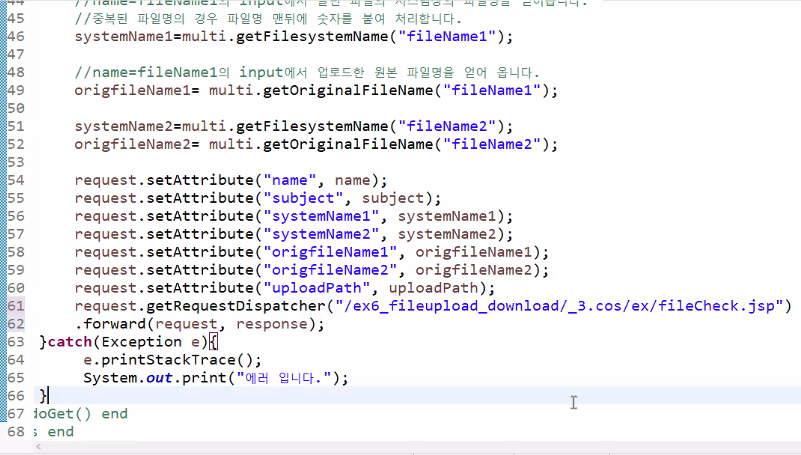 44 //name=fileName1의 input에서
45 //중복된 파일명의 경우 파일명 맨뒤에 숫자를 붙여 처리합니다.
46 systemName1=multi.getFilesystemName("fileName1");
47
48 //name=fileName1의 input에서 업로드한 원본 파일명을 얻어 옵니다.
49 origfileName1= multi.getOriginalFileName("fileName1");
50
51 systemName2=multi.getFilesystemName("fileName2");
52 origfileName2= multi.getOriginalFileName("fileName2");
53
54 request.setAttribute("name", name);
55 request.setAttribute("subject", subject);
56 request.setAttribute("systemName1", systemName1);
57 request.setAttribute("systemName2", systemName2);
58 request.setAttribute("origfileName1", origfileName1);
59 request.setAttribute("origfileName2", origfileName2);
60 request.setAttribute("uploadPath", uploadPath);
61 request.getRequestDispatcher("/ex6_fileupload_download/_3.cos/ex/fileCheck.jsp")
62 .forward(request, response);
63 }catch(Exception e){
64 e.printStackTrace();
65 System.out.print("에러 입니다.");
66 }
67 doGet() end
68 s end